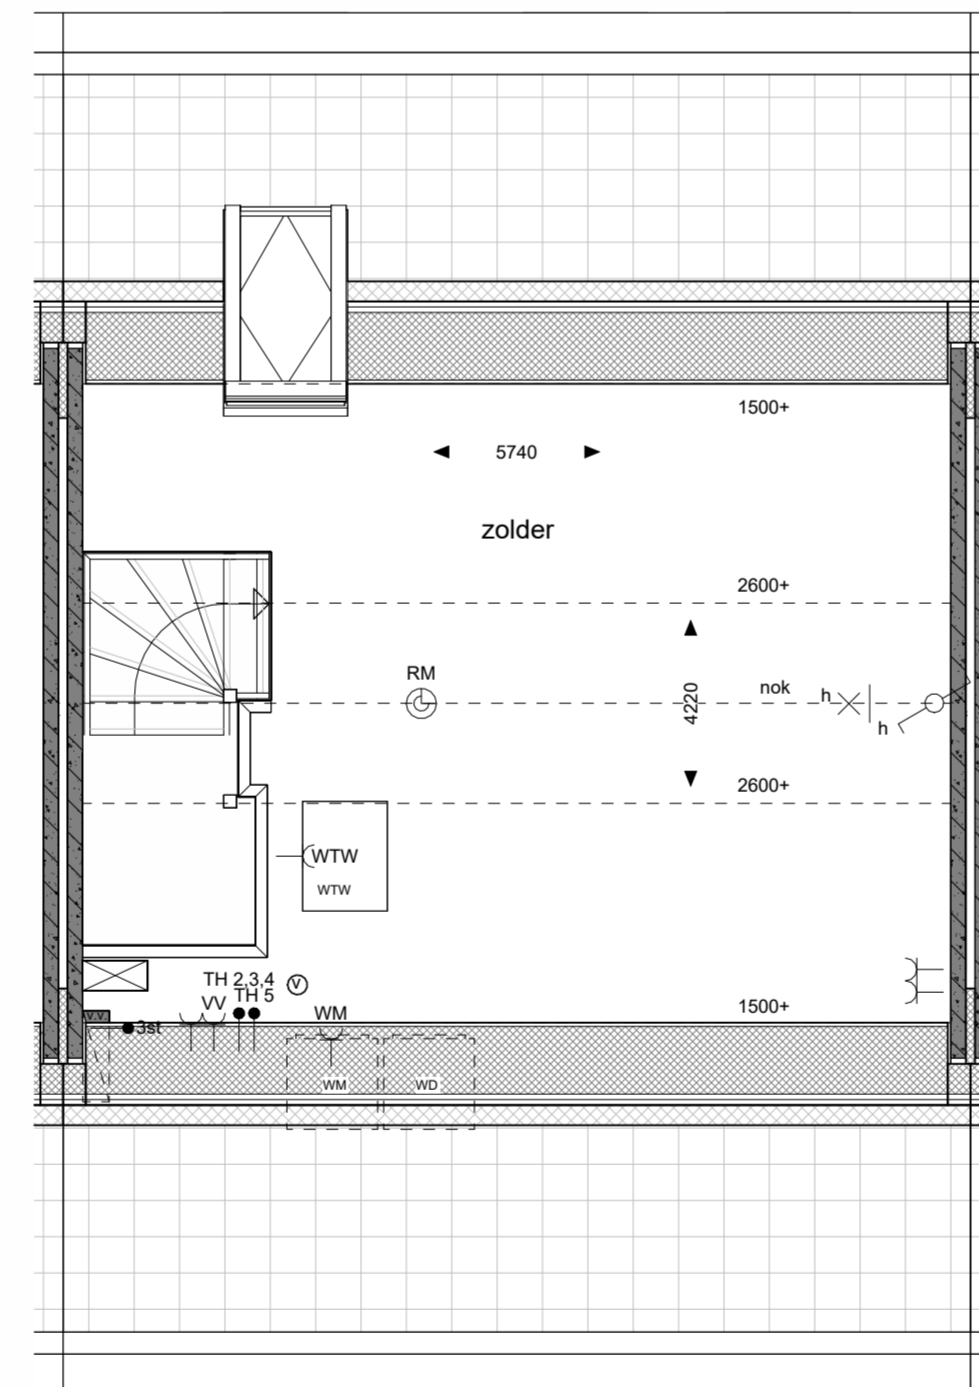 1500+
5740
zolder
2600+
RM
nok
h
h
4220
2600+
WTW
WTW
TH 2,3,4 V
TH 5
VV
WM
1500+
v.v.
3st
WM
WD